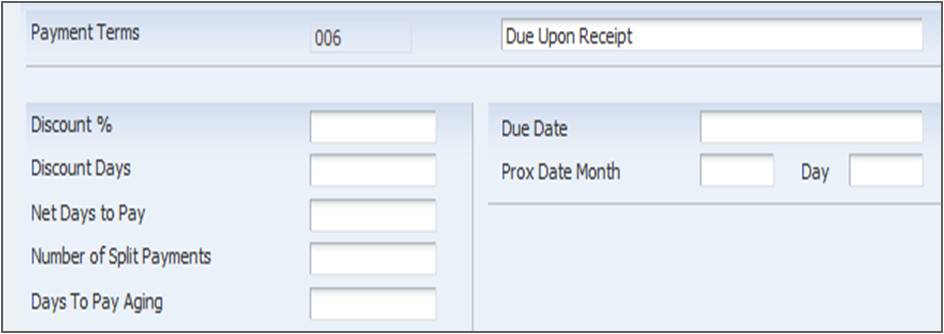 Payment Terms 006 Due Upon Receipt
Discount % Due Date
Discount Days Prox Date Month Day
Net Days to Pay
Number of Split Payments
Days To Pay Aging